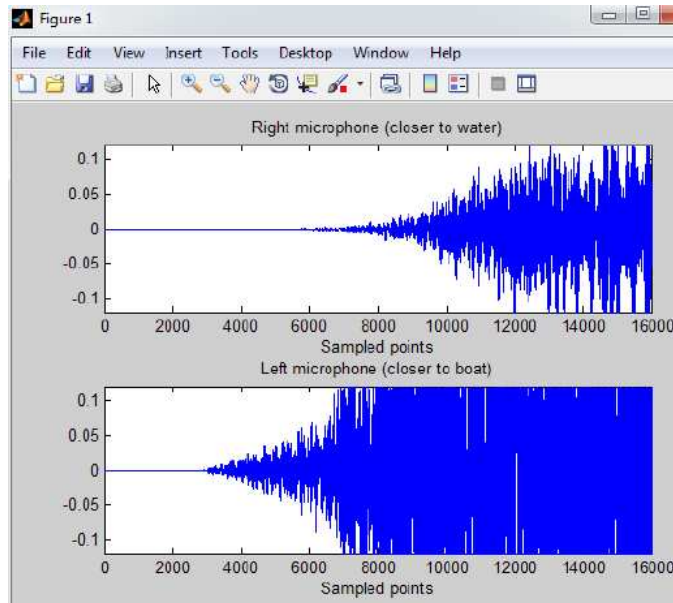 Figure 1
File Edit View Insert Tools Desktop Window Help
Right microphone (closer to water)
0.1
0.05
0
-0.05
-0.1
0 2000 4000 6000 8000 10000 12000 14000 16000
Sampled points
Left microphone (closer to boat)
0.1
0.05
0
-0.05
-0.1
0 2000 4000 6000 8000 10000 12000 14000 16000
Sampled points